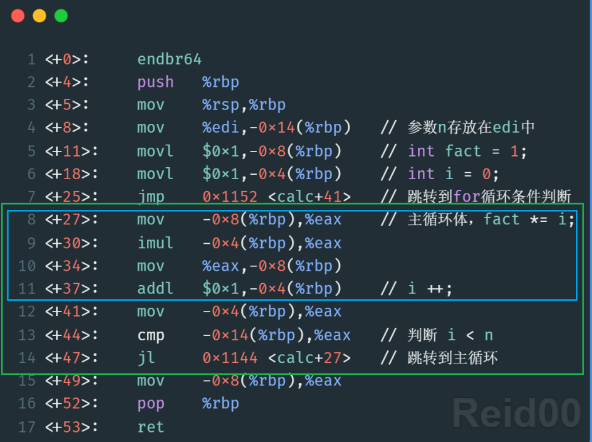 1 <+0>: endbr64
2 <+4>: push %rbp
3 <+5>: mov %rsp,%rbp
4 <+8>: mov %edi,-0×14(%rbp) // 参数n存放在edi中
5 <+11>: movl $0×1,-0×8(%rbp) // int fact = 1;
6 <+18>: movl $0×1,-0×4(%rbp) // int i = 0;
7 <+25>: jmp 0×1152 <calc+41> // 跳转到for循环条件判断
8 <+27>: mov -0×8(%rbp),%eax // 主循环体，fact *= i;
9 <+30>: imul -0×4(%rbp),%eax
10 <+34>: mov %eax,-0×8(%rbp)
11 <+37>: addl $0×1,-0×4(%rbp) // i ++;
12 <+41>: mov -0×4(%rbp),%eax
13 <+44>: cmp -0×14(%rbp),%eax // 判断 i < n
14 <+47>: jl 0×1144 <calc+27> // 跳转到主循环
15 <+49>: mov -0×8(%rbp),%eax
16 <+52>: pop %rbp
17 <+53>: ret
Reid00